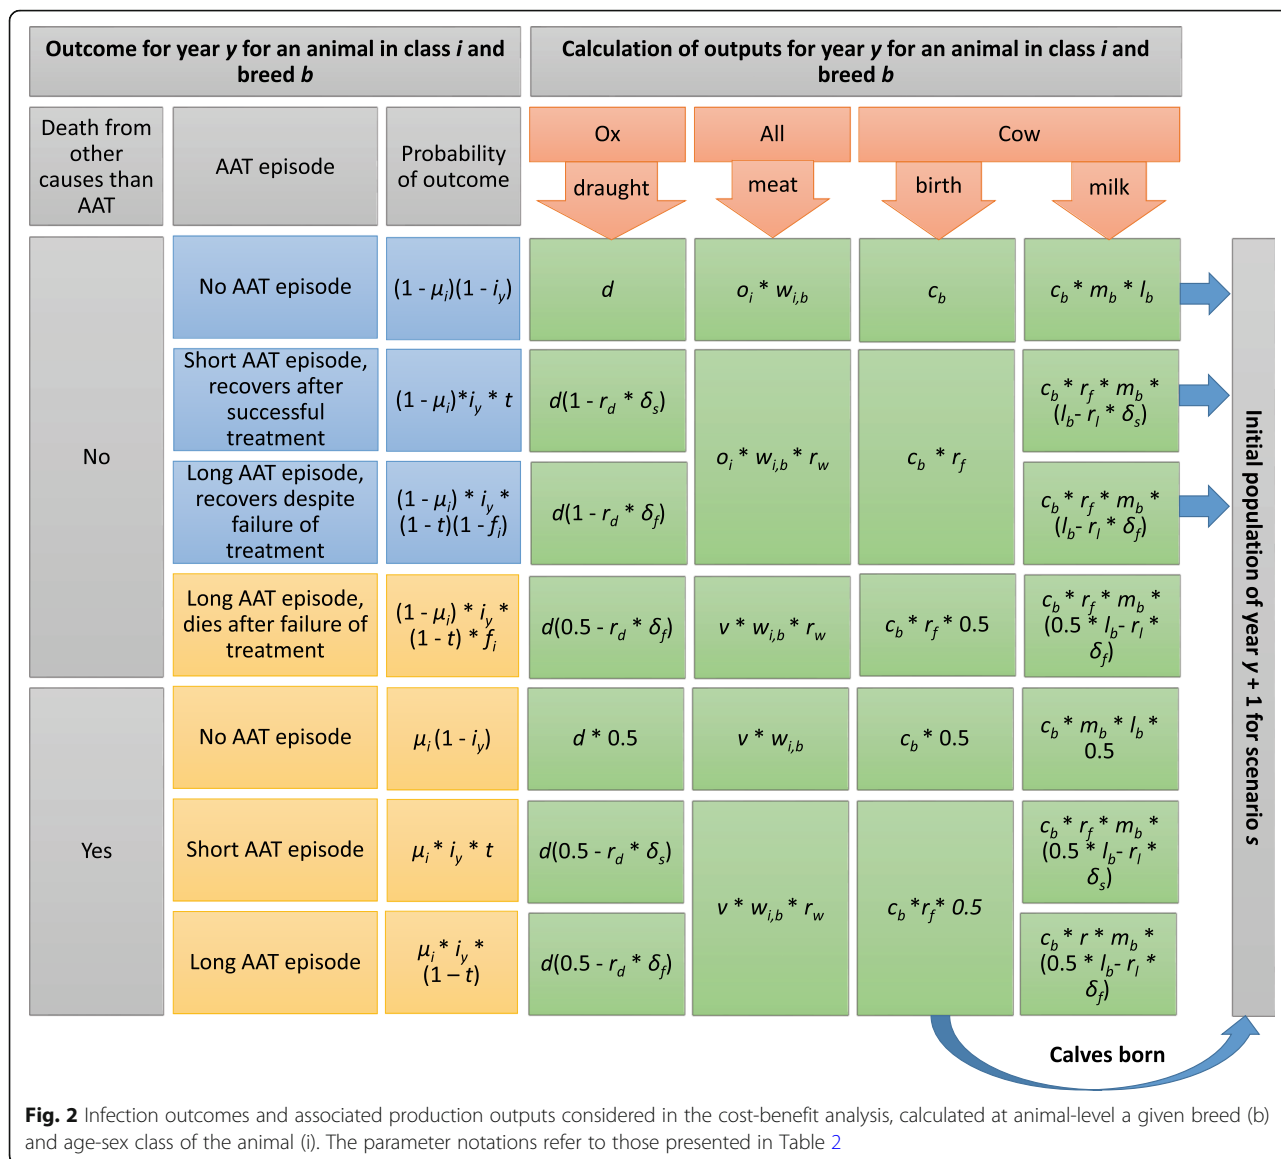 Outcome for year y for an animal in class i and
breed b
Calculation of outputs for year y for an animal in class i and
breed b
Death from
other
causes than
AAT
AAT episode
Probability
of outcome
Ox
All
Cow
draught
meat
birth
milk
No
No AAT episode
(1 - μi)(1 - iy)
d
oi * wi,b
cb
cb * mb * lb
Short AAT episode,
recovers after
successful
treatment
(1 - μi)*iy * t
d(1 - rd * δs)
oi * wi,b * rw
cb * rf
cb * rf * mb *
(lb- rl * δs)
Long AAT episode,
recovers despite
failure of
treatment
(1 - μi) * iy *
(1 - t)(1 - fi)
d(1 - rd * δf)
cb * rf * mb *
(lb- rl * δf)
Long AAT episode,
dies after failure of
treatment
(1 - μi) * iy *
(1 - t) * fi
d(0.5 - rd * δf)
v * wi,b * rw
cb * rf * 0.5
cb * rf * mb *
(0.5 * lb- rl *
δf)
Yes
No AAT episode
μi (1 - iy)
d * 0.5
v * wi,b
cb * 0.5
cb * mb * lb *
0.5
Short AAT episode
μi * iy * t
d(0.5 - rd * δs)
v * wi,b * rw
cb *rf* 0.5
cb * rf * mb *
(0.5 * lb- rl *
δs)
Long AAT episode
μi * iy *
(1 – t)
d(0.5 - rd * δf)
cb * r * mb *
(0.5 * lb- rl *
δf)
Initial population of year y + 1 for scenario s
Calves born
Fig. 2 Infection outcomes and associated production outputs considered in the cost-benefit analysis, calculated at animal-level a given breed (b)
and age-sex class of the animal (i). The parameter notations refer to those presented in Table 2